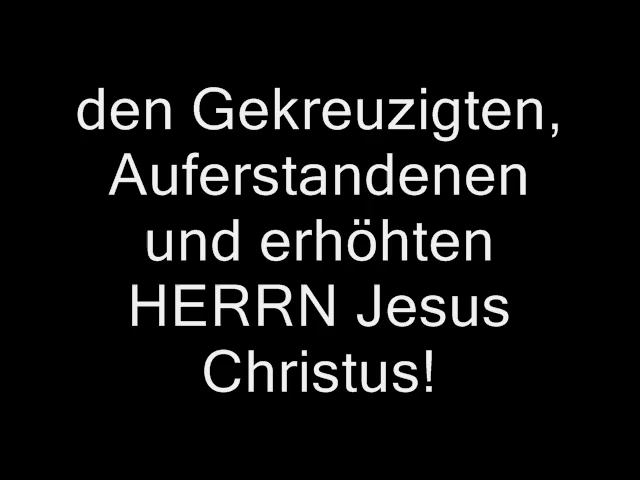 den Gekreuzigten,
Auferstandenen
und erhöhten
HERRN Jesus
Christus!